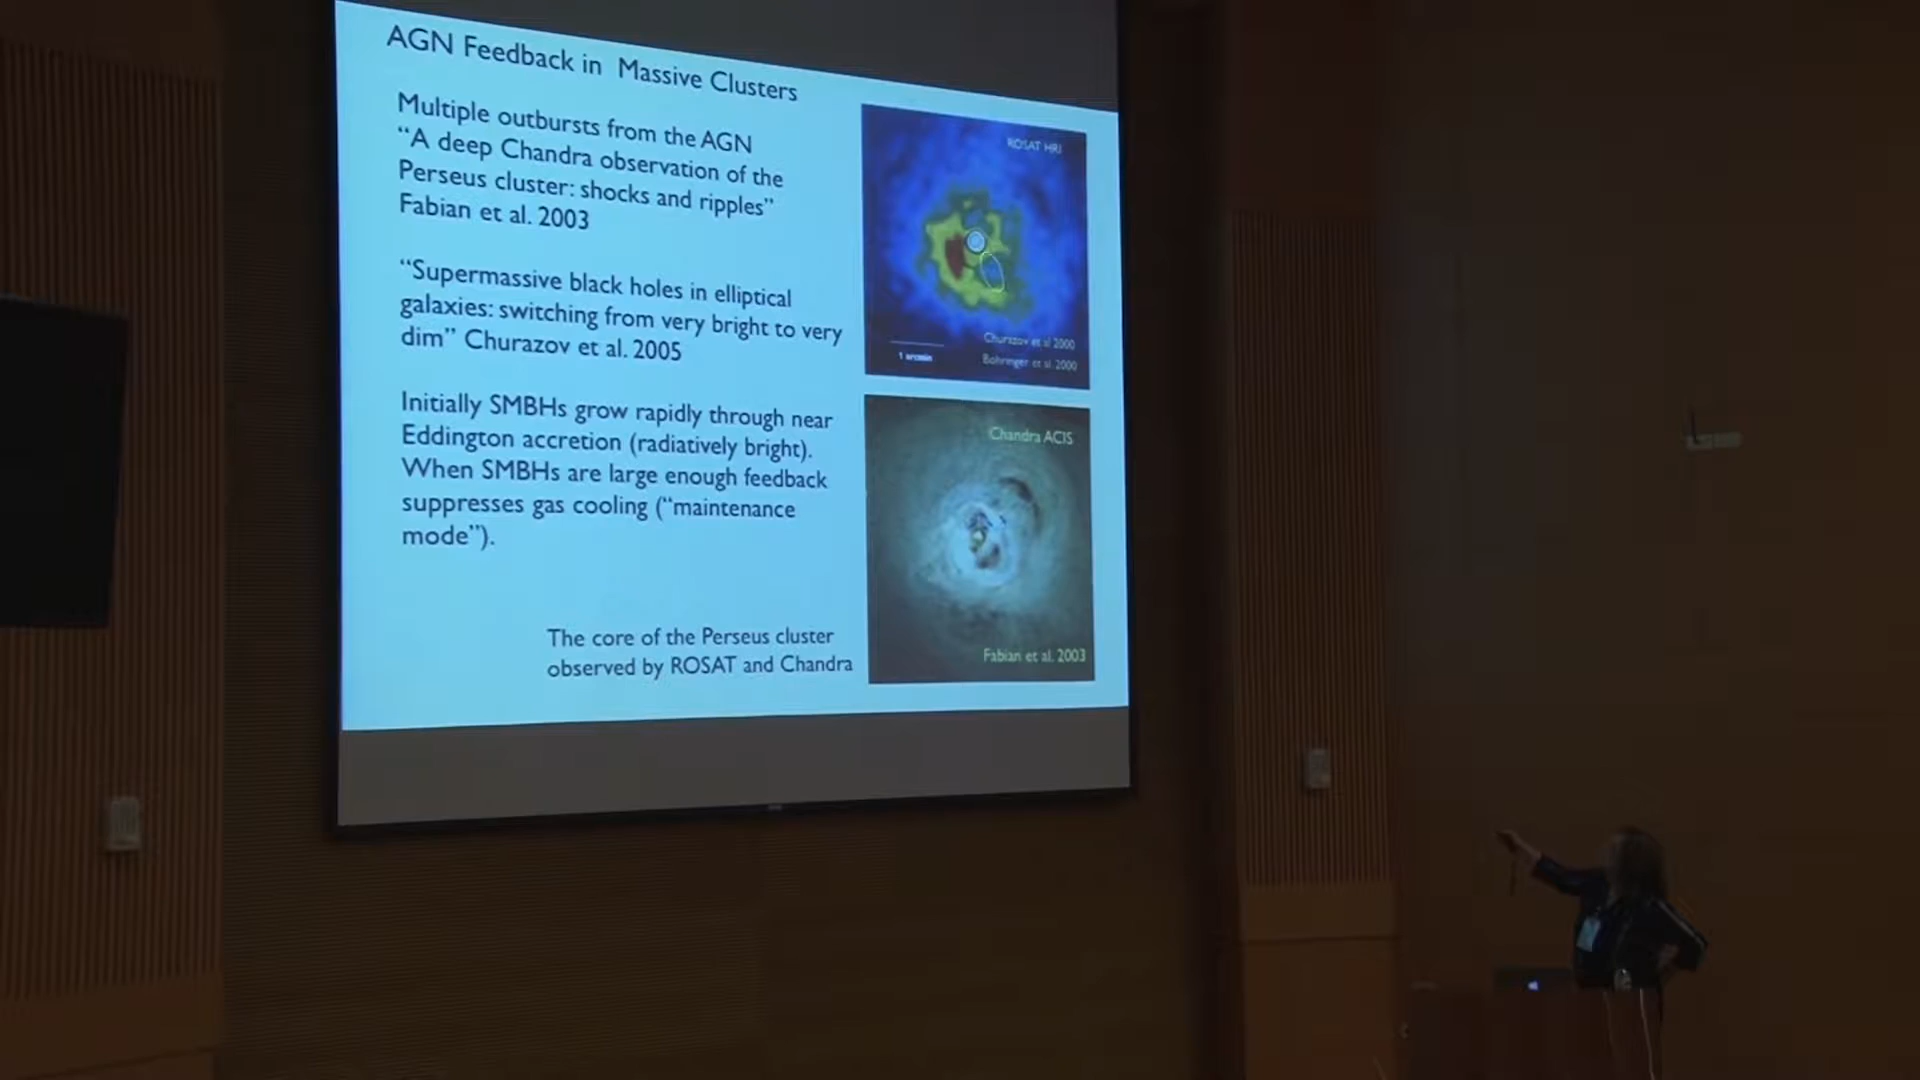 AGN Feedback in Massive Clusters
Multiple outbursts from the AGN
“A deep Chandra observation of the
Perseus cluster: shocks and ripples”
Fabian et al. 2003
“Supermassive black holes in elliptical
galaxies: switching from very bright to very
dim” Churazov et al. 2005
Initially SMBHs grow rapidly through near
Eddington accretion (radiatively bright).
When SMBHs are large enough feedback
suppresses gas cooling (“maintenance
mode”).
The core of the Perseus cluster
observed by ROSAT and Chandra
ROSAT HRI
1 arcmin
Churazov et al 2000
Bohringer et al. 2000
Chandra ACIS
Fabian et al. 2003